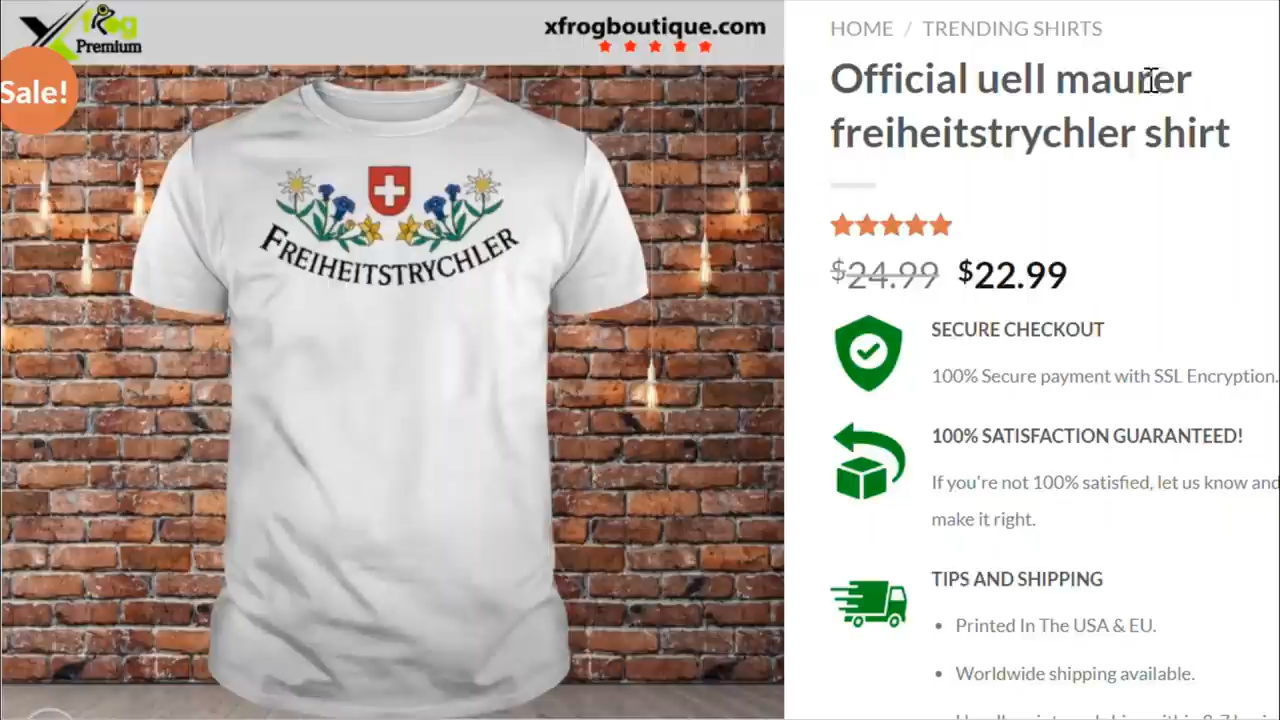 Xfrog
Premium
xfrogboutique.com
Sale!
FREIHEITSTRYCHLER
HOME / TRENDING SHIRTS
Official uell maurer
freiheitstrychler shirt
$24.99 $22.99
SECURE CHECKOUT
100% Secure payment with SSL Encryption.
100% SATISFACTION GUARANTEED!
If you're not 100% satisfied, let us know and
make it right.
TIPS AND SHIPPING
• Printed In The USA & EU.
• Worldwide shipping available.